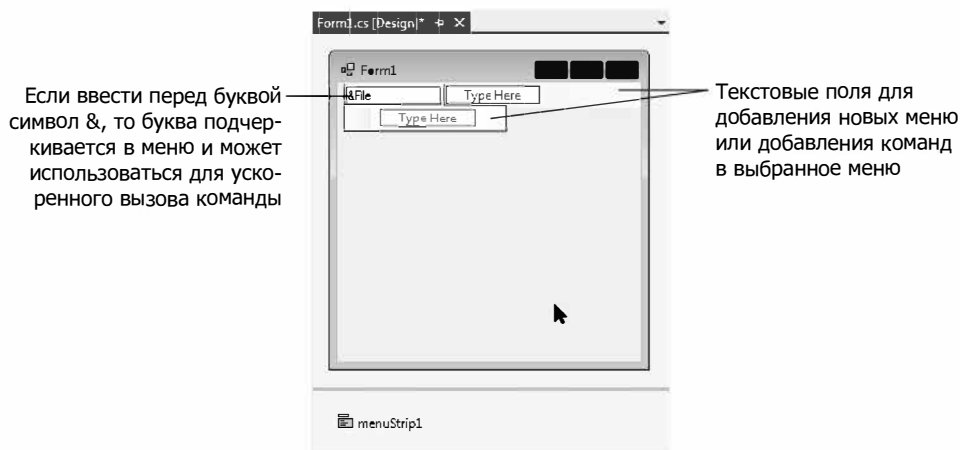 Form1.cs [Design]*
Form1
Если ввести перед буквой
символ &, то буква подчер-
кивается в меню и может
использоваться для уско-
ренного вызова команды
&File
Type Here
Type Here
Текстовые поля для
добавления новых меню
или добавления команд
в выбранное меню
menuStrip1